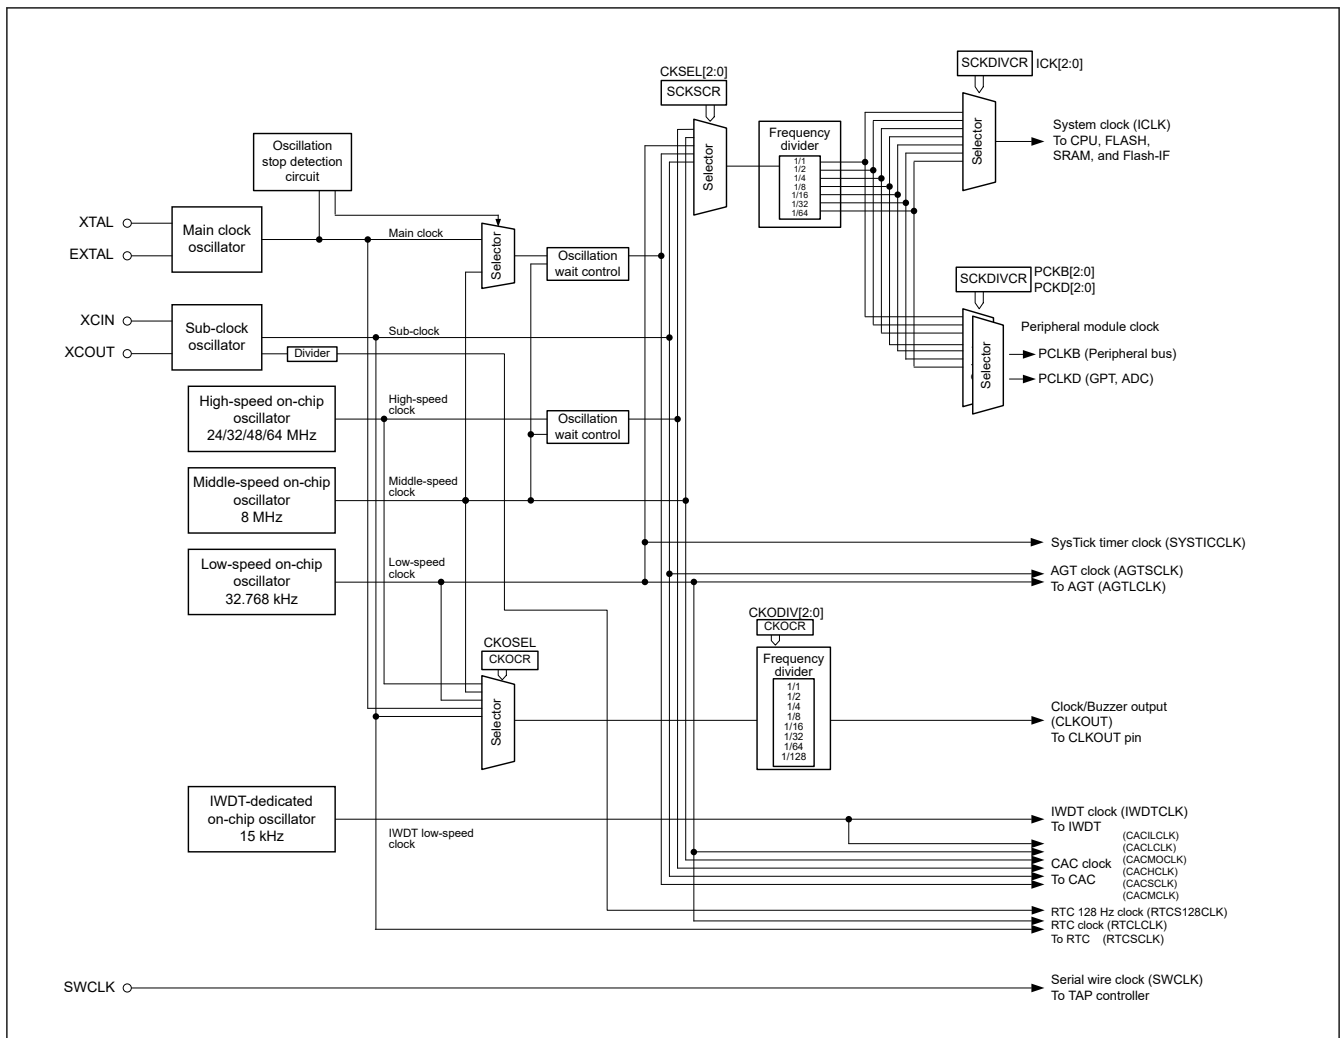 CKSEL[2:0]
SCKSCR
SCKDIVCR
ICK[2:0]
Oscillation
stop detection
circuit
Selector
Frequency
divider
1/1
1/2
1/4
1/8
1/16
1/32
1/64
Selector
System clock (ICLK)
To CPU, FLASH,
SRAM, and Flash-IF
XTAL
EXTAL
Main clock
oscillator
Main clock
Selector
Oscillation
wait control
SCKDIVCR
PCKB[2:0]
PCKD[2:0]
XCIN
XCOUT
Sub-clock
oscillator
Sub-clock
Divider
Selector
Peripheral module clock
PCLKB (Peripheral bus)
PCLKD (GPT, ADC)
High-speed on-chip
oscillator
24/32/48/64 MHz
High-speed
clock
Oscillation
wait control
Middle-speed on-chip
oscillator
8 MHz
Middle-speed
clock
SysTick timer clock (SYSTICCLK)
Low-speed on-chip
oscillator
32.768 kHz
Low-speed
clock
AGT clock (AGTSCLK)
To AGT (AGTLCLK)
CKODIV[2:0]
CKOCR
CKOSEL
CKOCR
Selector
Frequency
divider
1/1
1/2
1/4
1/8
1/16
1/32
1/64
1/128
Clock/Buzzer output
(CLKOUT)
To CLKOUT pin
IWDT-dedicated
on-chip oscillator
15 kHz
IWDT low-speed
clock
IWDT clock (IWDTCLK)
To IWDT
(CACILCLK)
(CACLCLK)
CAC clock (CACMOCLK)
(CACHCLK)
To CAC (CACSCLK)
(CACMCLK)
RTC 128 Hz clock (RTCS128CLK)
RTC clock (RTCLCLK)
To RTC (RTCSCLK)
SWCLK
Serial wire clock (SWCLK)
To TAP controller